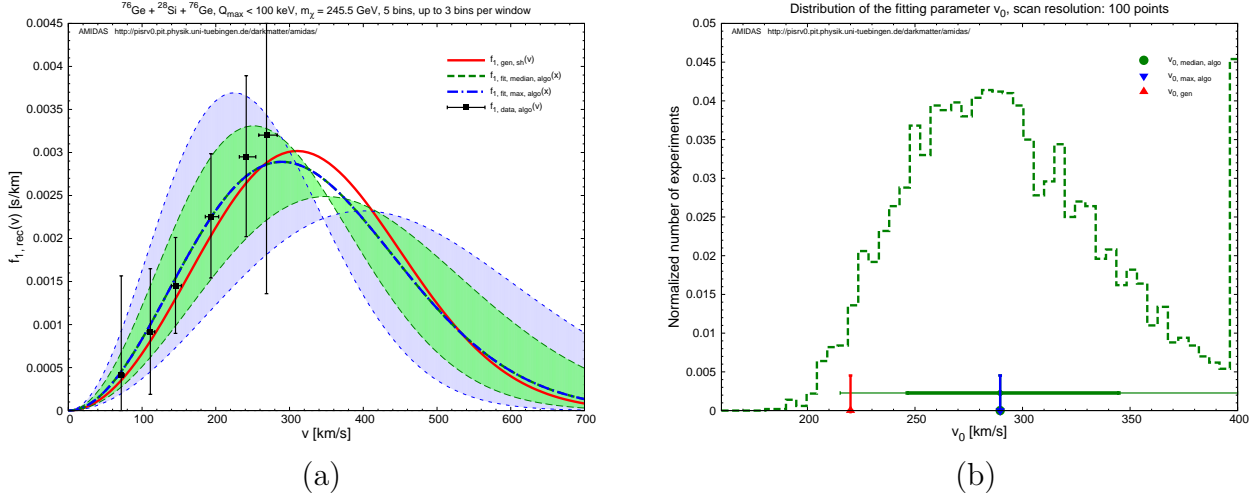 ⁷⁶Ge + ²⁸Si + ⁷⁶Ge, Q_max < 100 keV, m_χ = 245.5 GeV, 5 bins, up to 3 bins per window
AMIDAS http://pisrv0.pit.physik.uni-tuebingen.de/darkmatter/amidas/
f_1, gen, sh(v)
f_1, fit, median, algo(x)
f_1, fit, max, algo(x)
f_1, data, algo(v)
f_1, rec(v) [s/km]
0.0045
0.004
0.0035
0.003
0.0025
0.002
0.0015
0.001
0.0005
0
0 100 200 300 400 500 600 700
v [km/s]
(a)
Distribution of the fitting parameter v_0, scan resolution: 100 points
AMIDAS http://pisrv0.pit.physik.uni-tuebingen.de/darkmatter/amidas/
v_0, median, algo
v_0, max, algo
v_0, gen
Normalized number of experiments
0.05
0.045
0.04
0.035
0.03
0.025
0.02
0.015
0.01
0.005
0
200 250 300 350 400
v_0 [km/s]
(b)